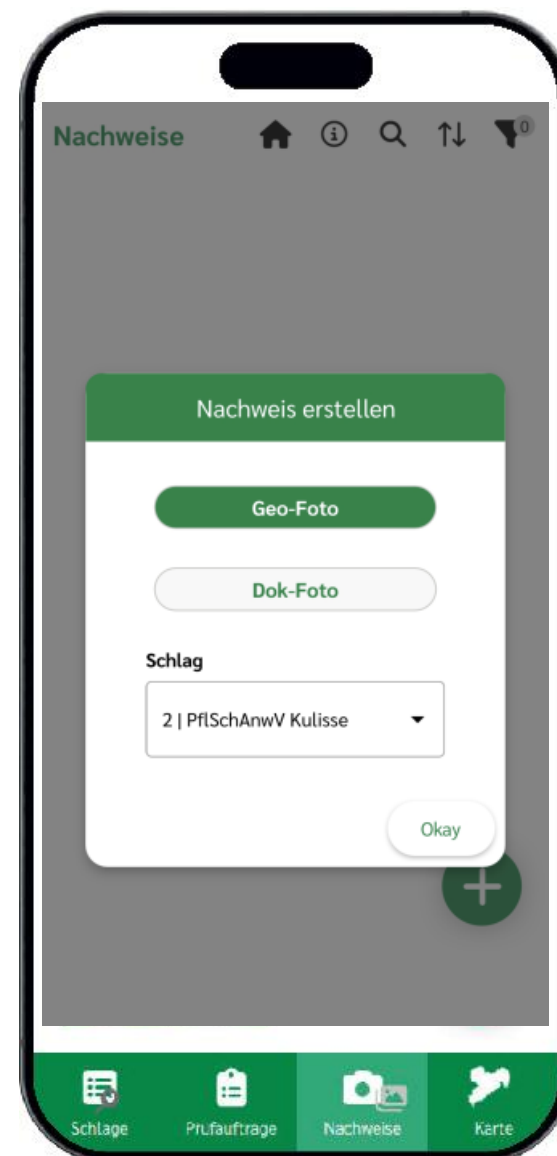 Nachweise
0
Nachweis erstellen
Geo-Foto
Dok-Foto
Schlag
2 | PflSchAnwV Kulisse
Okay
Schlage
Prufauftrage
Nachweise
Karte